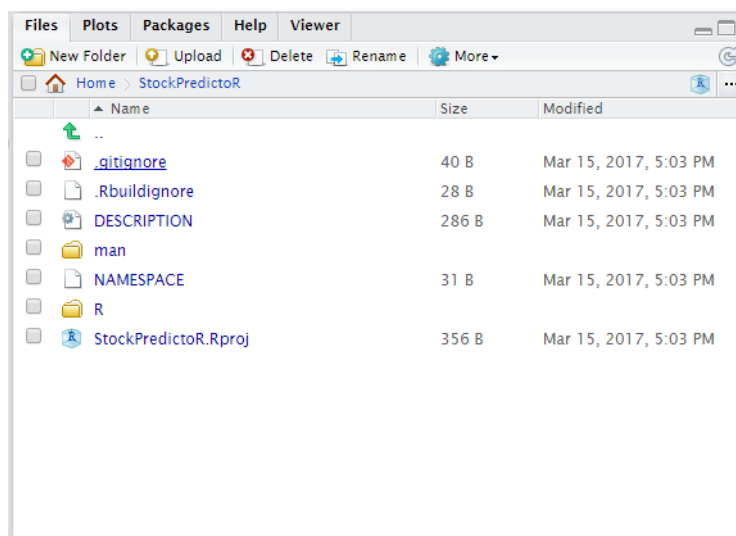 Files Plots Packages Help Viewer
New Folder Upload Delete Rename More
Home StockPredictoR ...
Name Size Modified
..
.gitignore 40 B Mar 15, 2017, 5:03 PM
.Rbuildignore 28 B Mar 15, 2017, 5:03 PM
DESCRIPTION 286 B Mar 15, 2017, 5:03 PM
man
NAMESPACE 31 B Mar 15, 2017, 5:03 PM
R
StockPredictoR.Rproj 356 B Mar 15, 2017, 5:03 PM